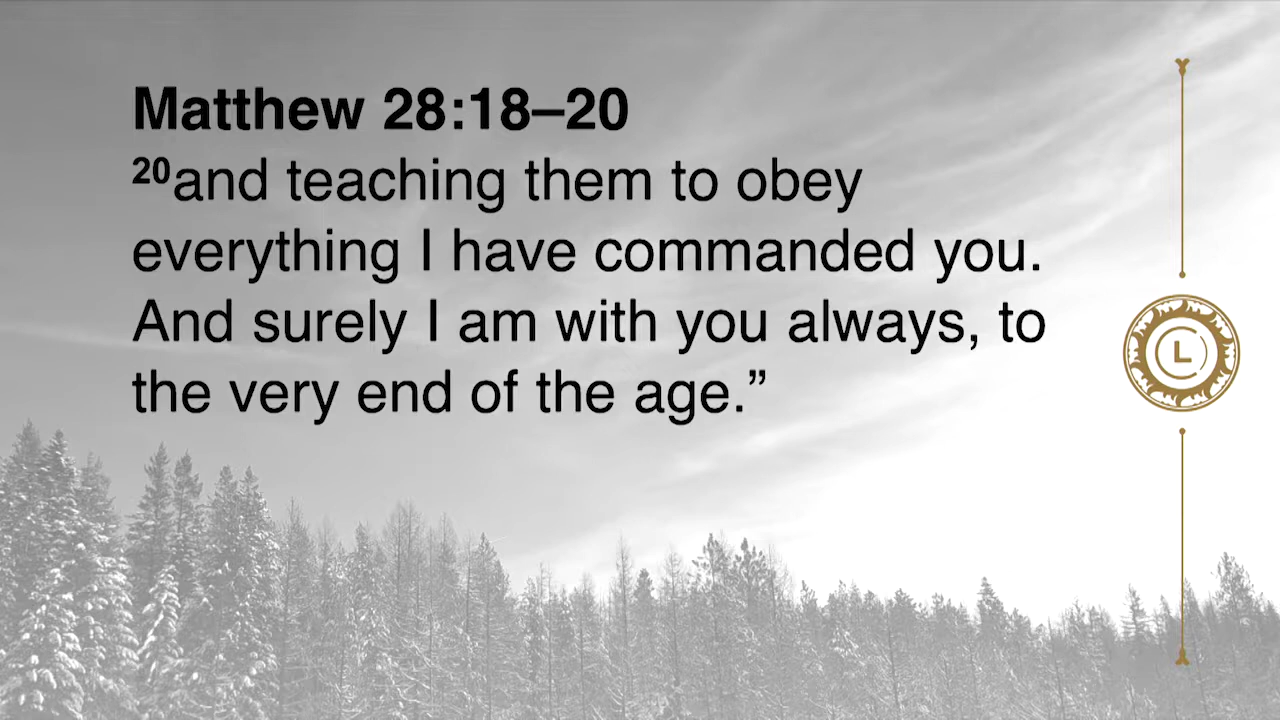 Matthew 28:18–20
20and teaching them to obey
everything I have commanded you.
And surely I am with you always, to
the very end of the age.”
CL